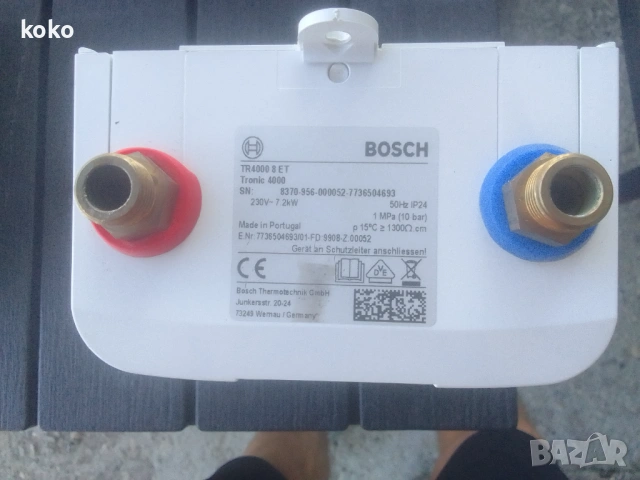 koko
BOSCH
TR4000 8 ET
Tronic 4000
SN: 8370-956-000052-7736504693
230V~ 7.2kW 50Hz IP24
1 MPa (10 bar)
Made in Portugal ρ 15ºC ≥ 1300Ω.cm
E.Nr. 7736504693/01-FD:9908-Z:00052
Gerät an Schutzleiter anschliessen!
CE
Bosch Thermotechnik GmbH
Junkersstr. 20-24
73249 Wernau / Germany
BAZAR